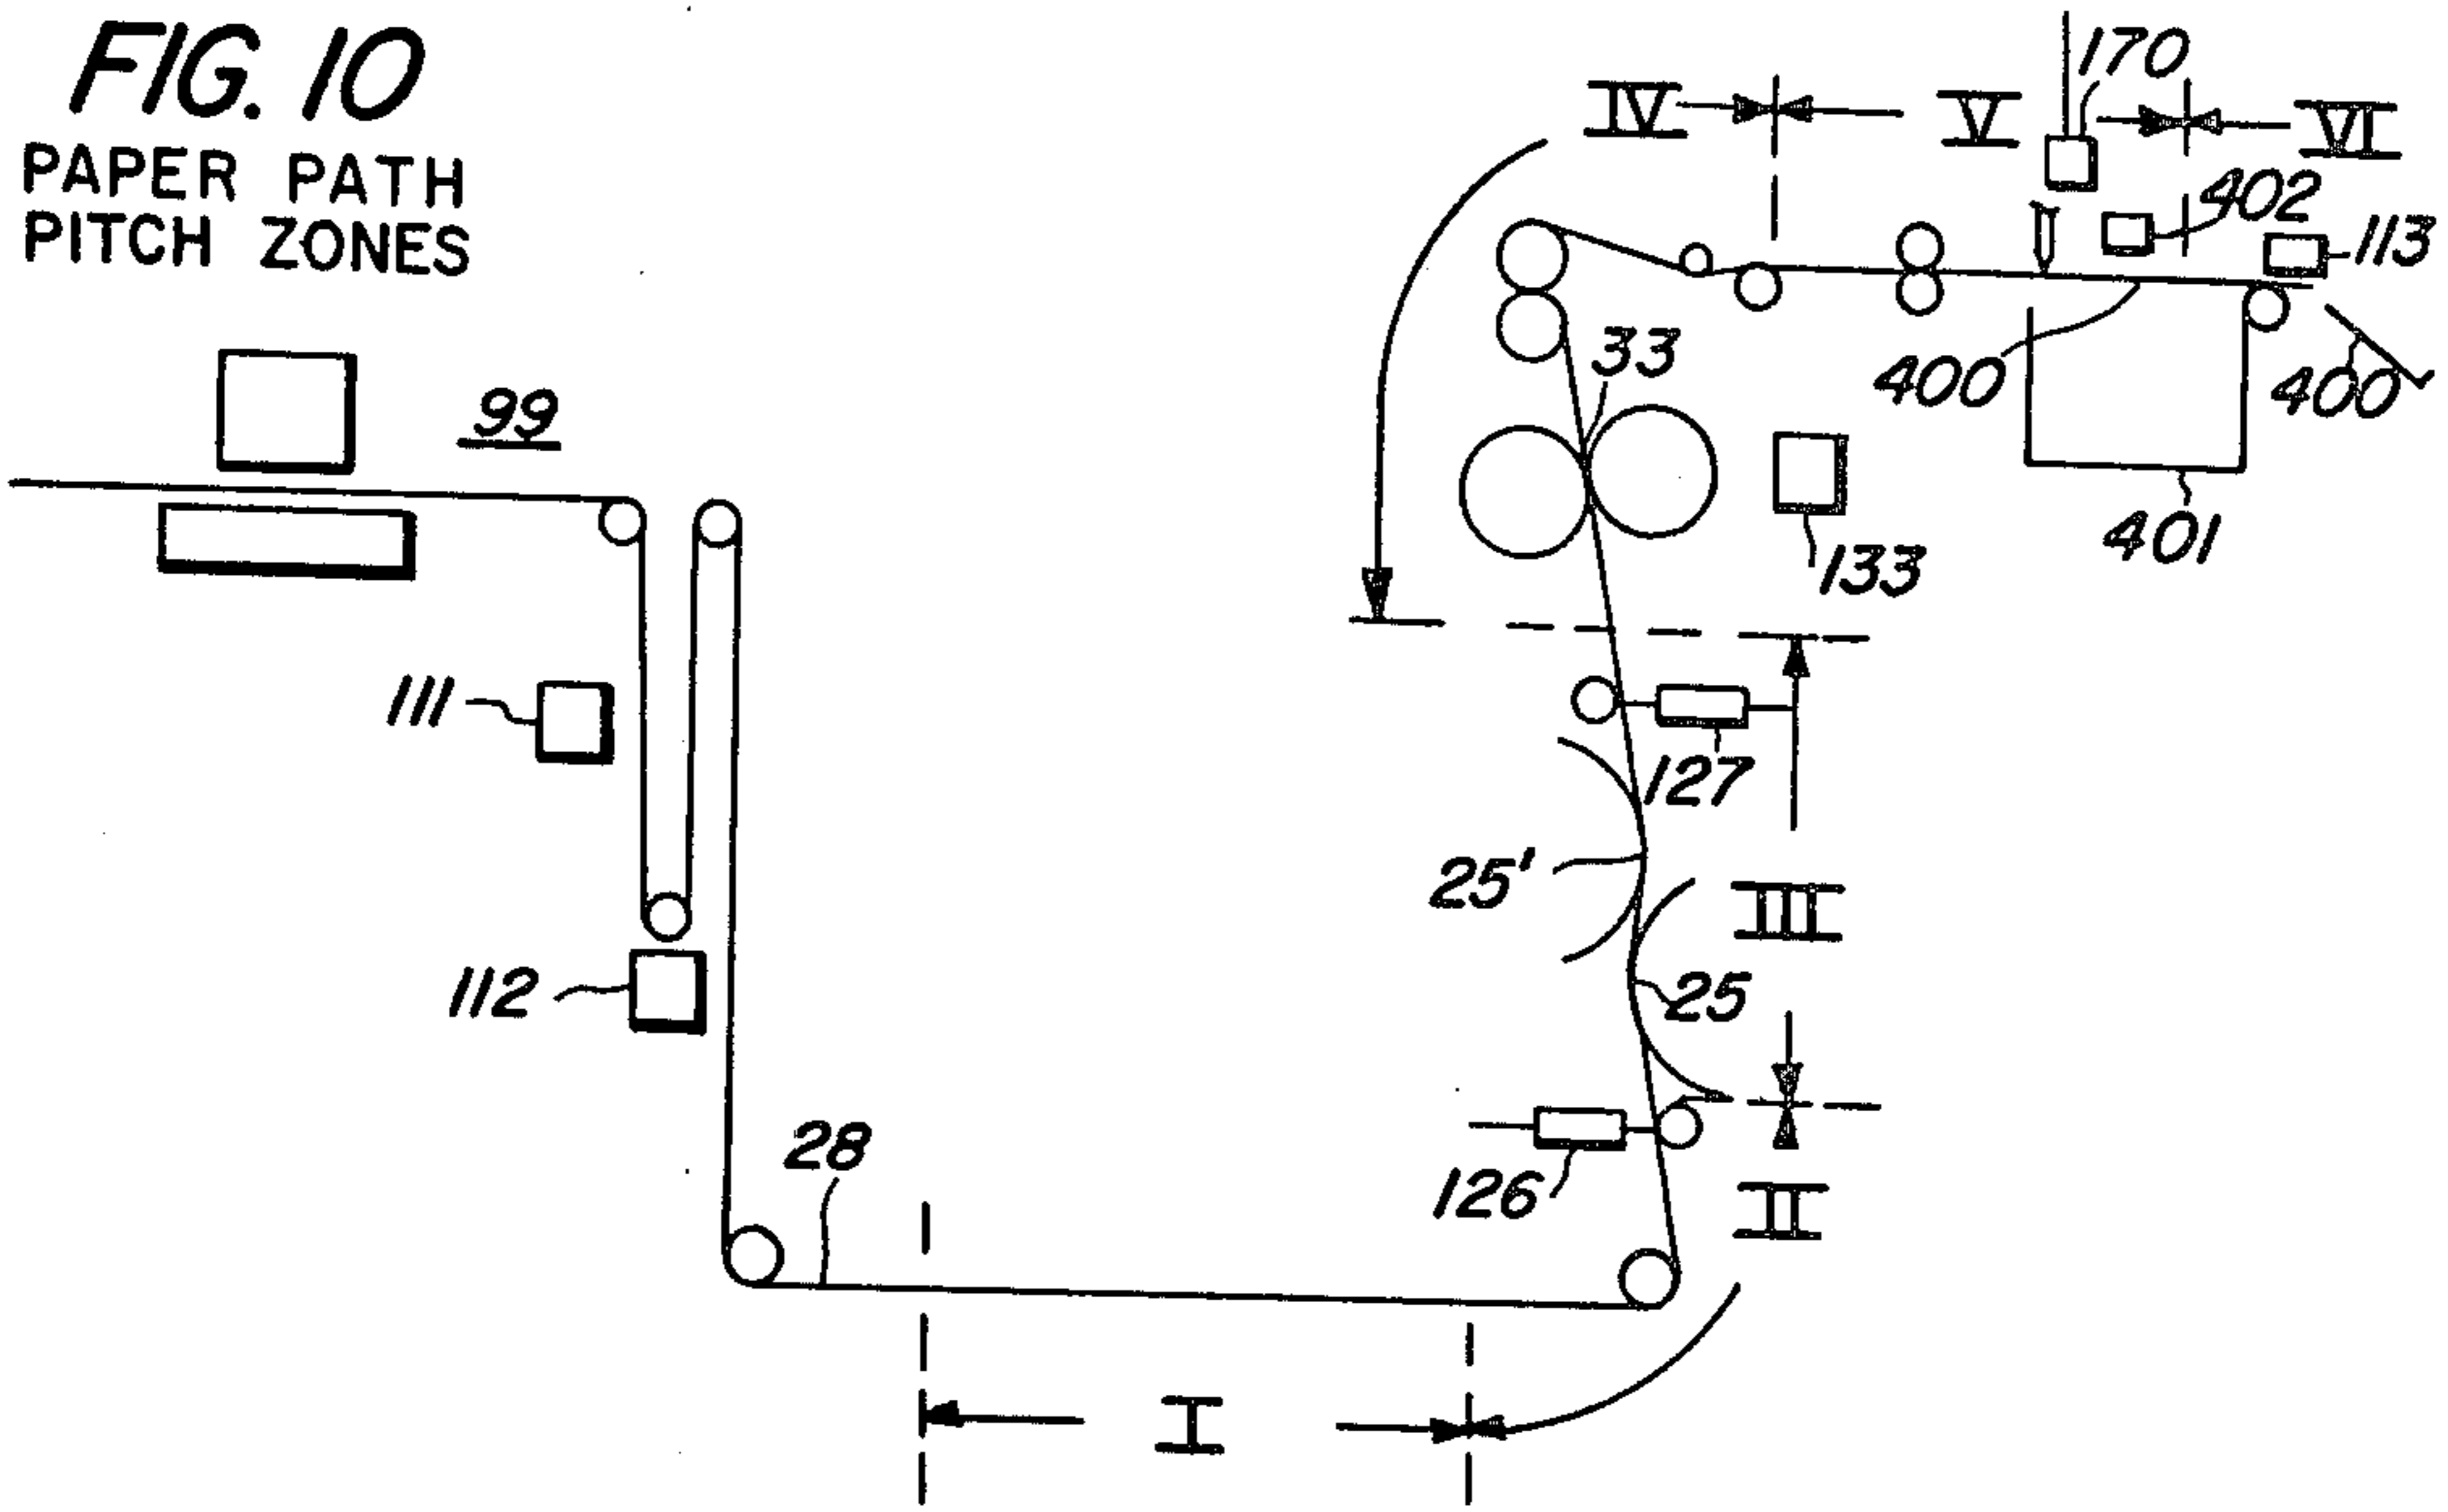 FIG. 10
PAPER PATH
PITCH ZONES
170
IV
V
VI
402
113
33
400
400
99
401
133
111
127
25'
III
25
112
28
126
II
I